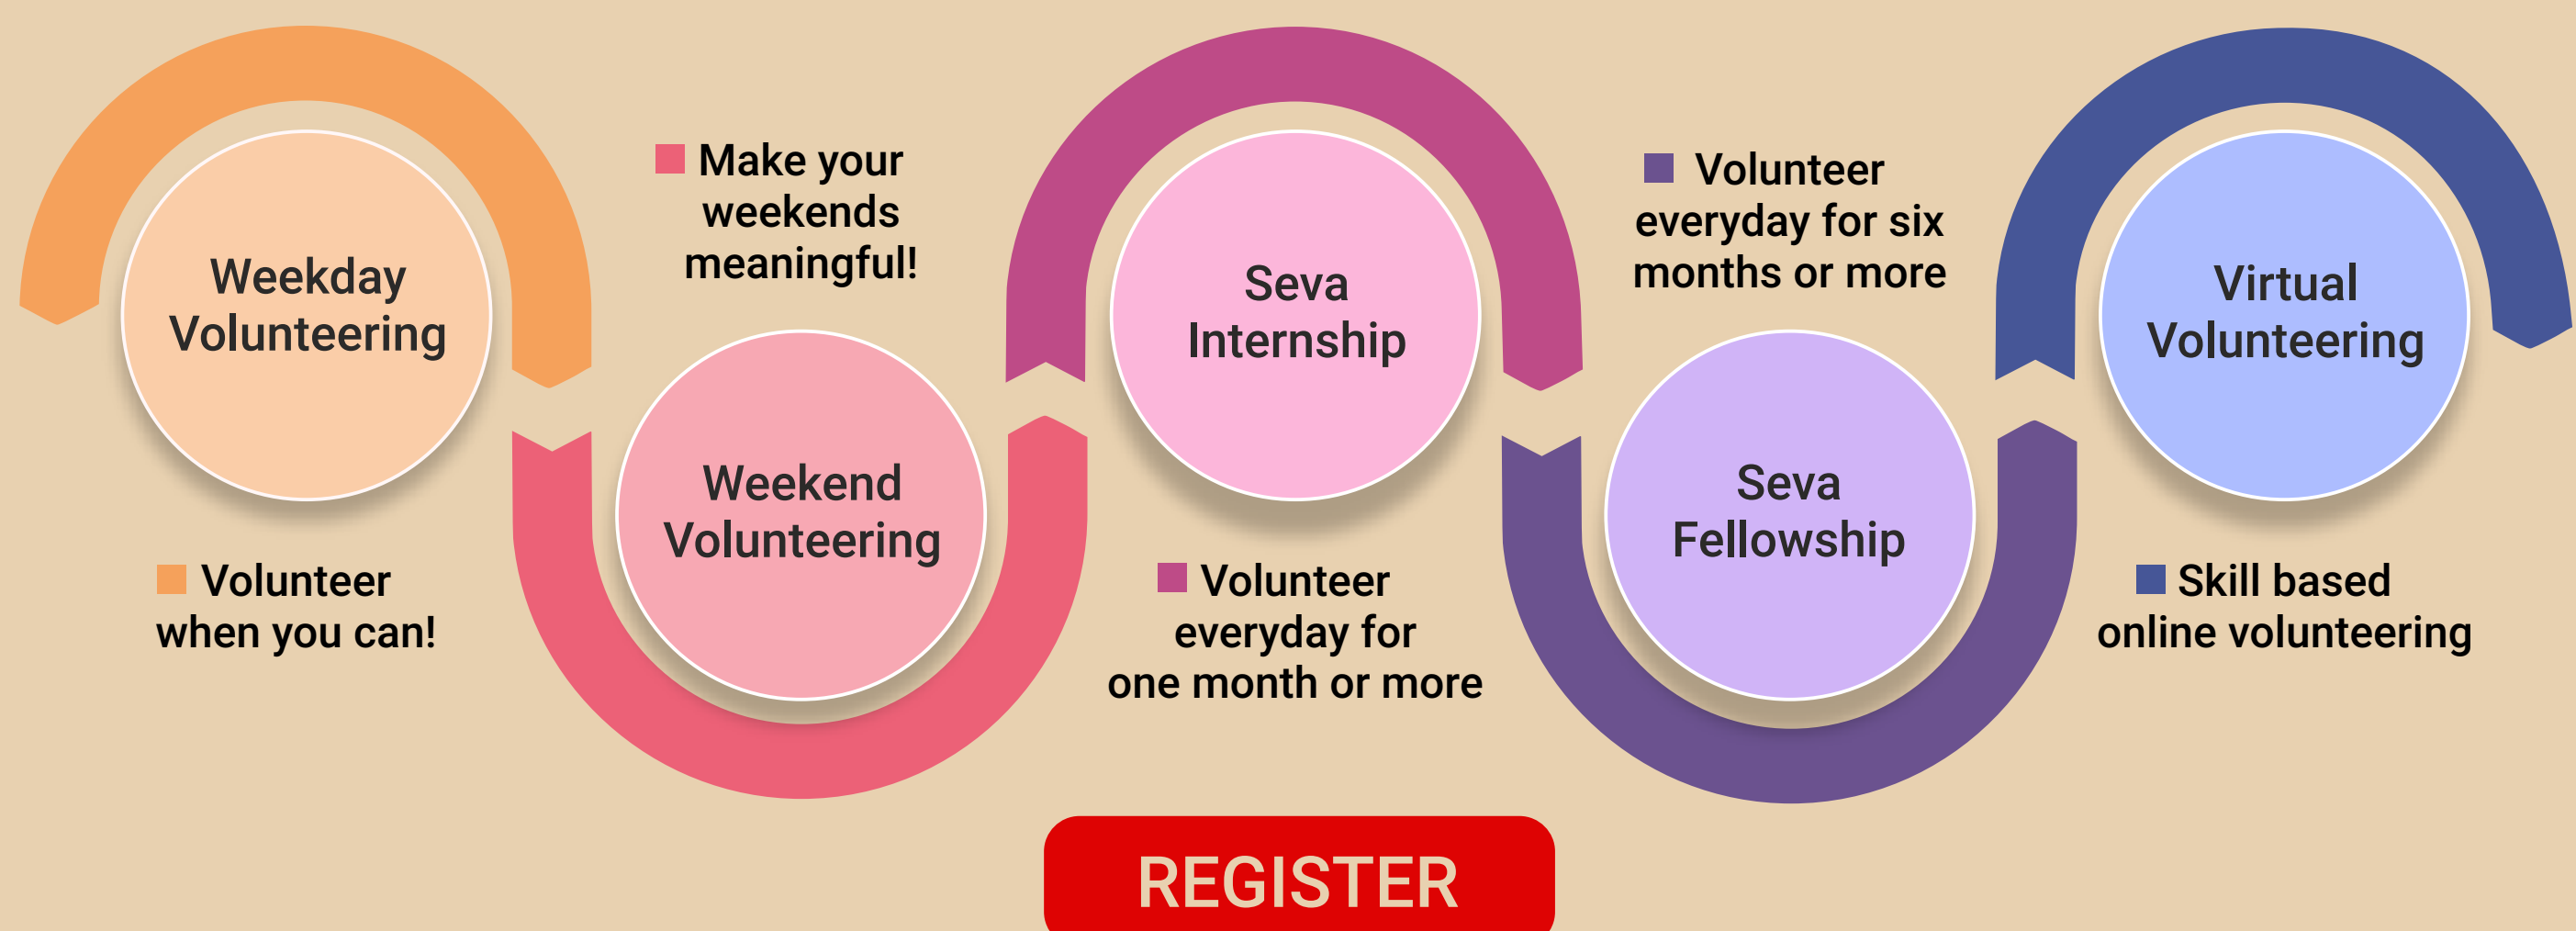 Weekday
Volunteering
Volunteer
when you can!
Make your
weekends
meaningful!
Weekend
Volunteering
Seva
Internship
Volunteer
everyday for
one month or more
Volunteer
everyday for six
months or more
Seva
Fellowship
Virtual
Volunteering
Skill based
online volunteering
REGISTER